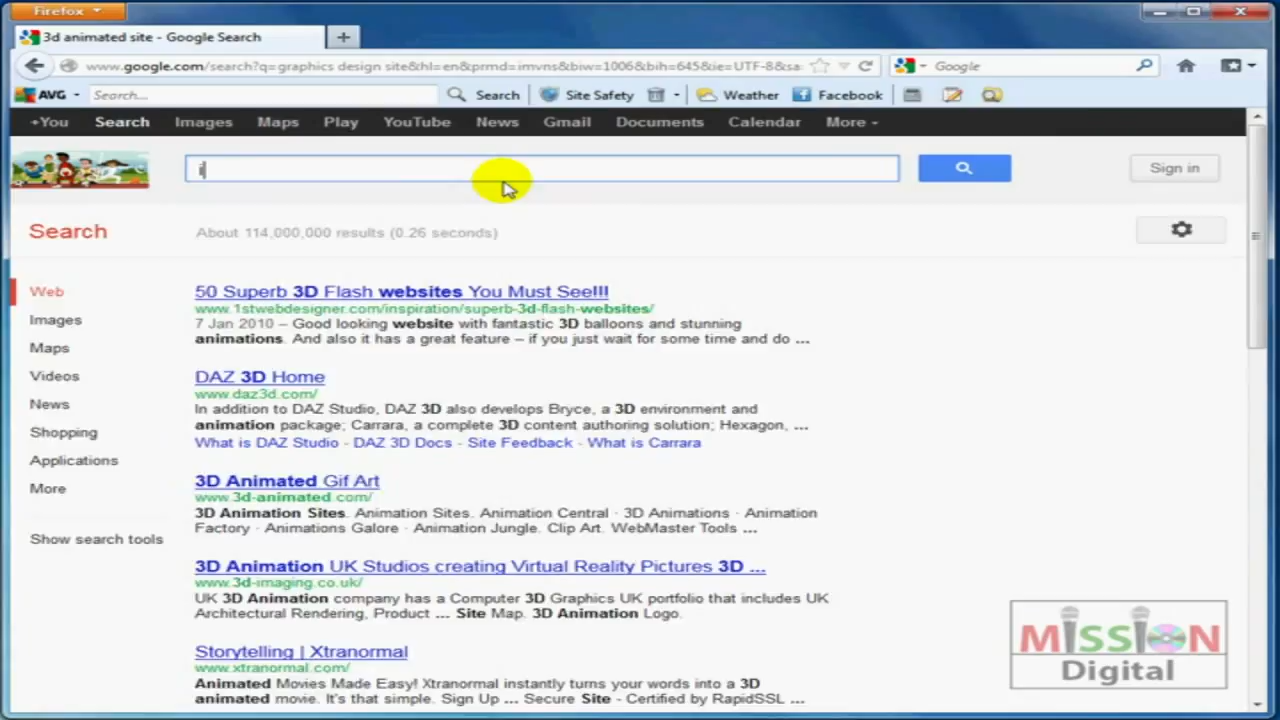 Firefox
3d animated site - Google Search
www.google.com/search?q=graphics design site&hl=en&prmd=imvns&biw=1006&bih=645&ie=UTF-8&sa=
Google
AVG
Search...
Search
Site Safety
Weather
Facebook
+You Search Images Maps Play YouTube News Gmail Documents Calendar More
i
Sign in
Search
About 114,000,000 results (0.26 seconds)
Web
Images
Maps
Videos
News
Shopping
Applications
More
Show search tools
50 Superb 3D Flash websites You Must See!!!
www.1stwebdesigner.com/inspiration/superb-3d-flash-websites/
7 Jan 2010 – Good looking website with fantastic 3D balloons and stunning
animations. And also it has a great feature – if you just wait for some time and do ...
DAZ 3D Home
www.daz3d.com/
In addition to DAZ Studio, DAZ 3D also develops Bryce, a 3D environment and
animation package; Carrara, a complete 3D content authoring solution; Hexagon, ...
What is DAZ Studio - DAZ 3D Docs - Site Feedback - What is Carrara
3D Animated Gif Art
www.3d-animated.com/
3D Animation Sites. Animation Sites. Animation Central · 3D Animations · Animation
Factory · Animations Galore · Animation Jungle. Clip Art. WebMaster Tools ...
3D Animation UK Studios creating Virtual Reality Pictures 3D ...
www.3d-imaging.co.uk/
UK 3D Animation company has a Computer 3D Graphics UK portfolio that includes UK
Architectural Rendering, Product ... Site Map. 3D Animation Logo.
Storytelling | Xtranormal
www.xtranormal.com/
Animated Movies Made Easy! Xtranormal instantly turns your words into a 3D
animated movie. It's that simple. Sign Up ... Secure Site - Certified by RapidSSL ...
MISSION
Digital